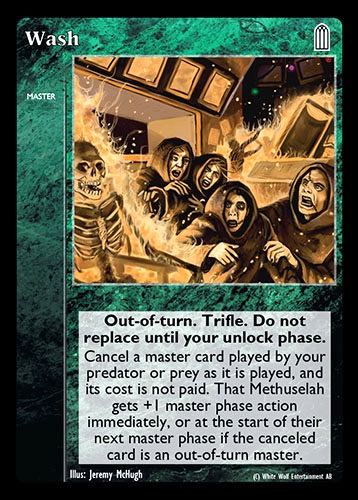 Wash
MASTER
Out-of-turn. Trifle. Do not
replace until your unlock phase.
Cancel a master card played by your
predator or prey as it is played, and
its cost is not paid. That Methuselah
gets +1 master phase action
immediately, or at the start of their
next master phase if the canceled
card is an out-of-turn master.
Illus: Jeremy McHugh
(C) White Wolf Entertainment AB